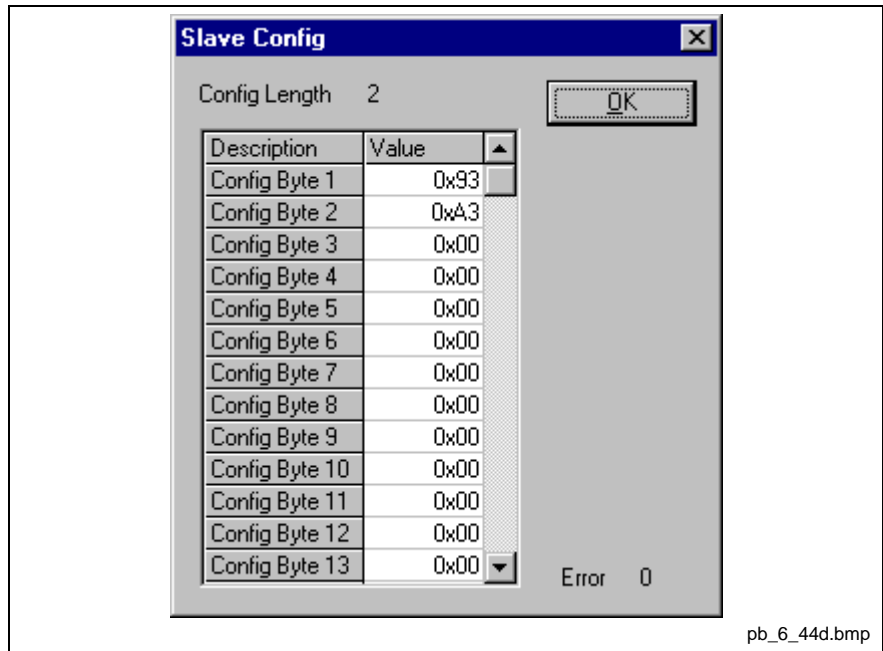 Slave Config
Config Length 2
OK
Description Value
Config Byte 1 0x93
Config Byte 2 0xA3
Config Byte 3 0x00
Config Byte 4 0x00
Config Byte 5 0x00
Config Byte 6 0x00
Config Byte 7 0x00
Config Byte 8 0x00
Config Byte 9 0x00
Config Byte 10 0x00
Config Byte 11 0x00
Config Byte 12 0x00
Config Byte 13 0x00
Error 0
pb_6_44d.bmp